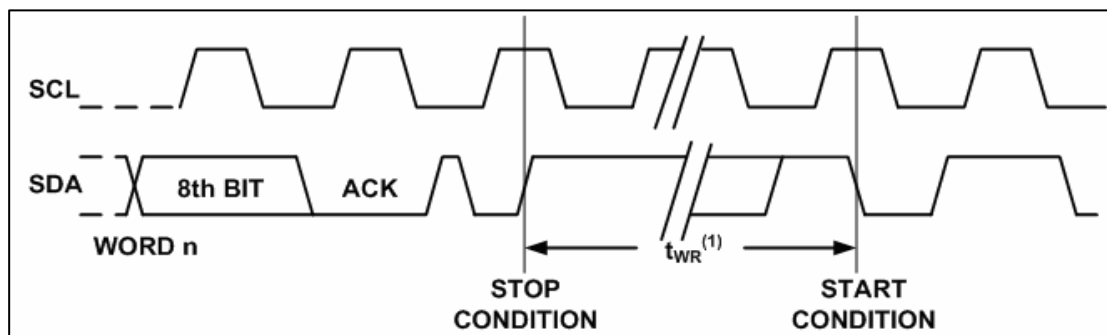 SCL
SDA
8th BIT
ACK
WORD n
tWR(1)
STOP
CONDITION
START
CONDITION